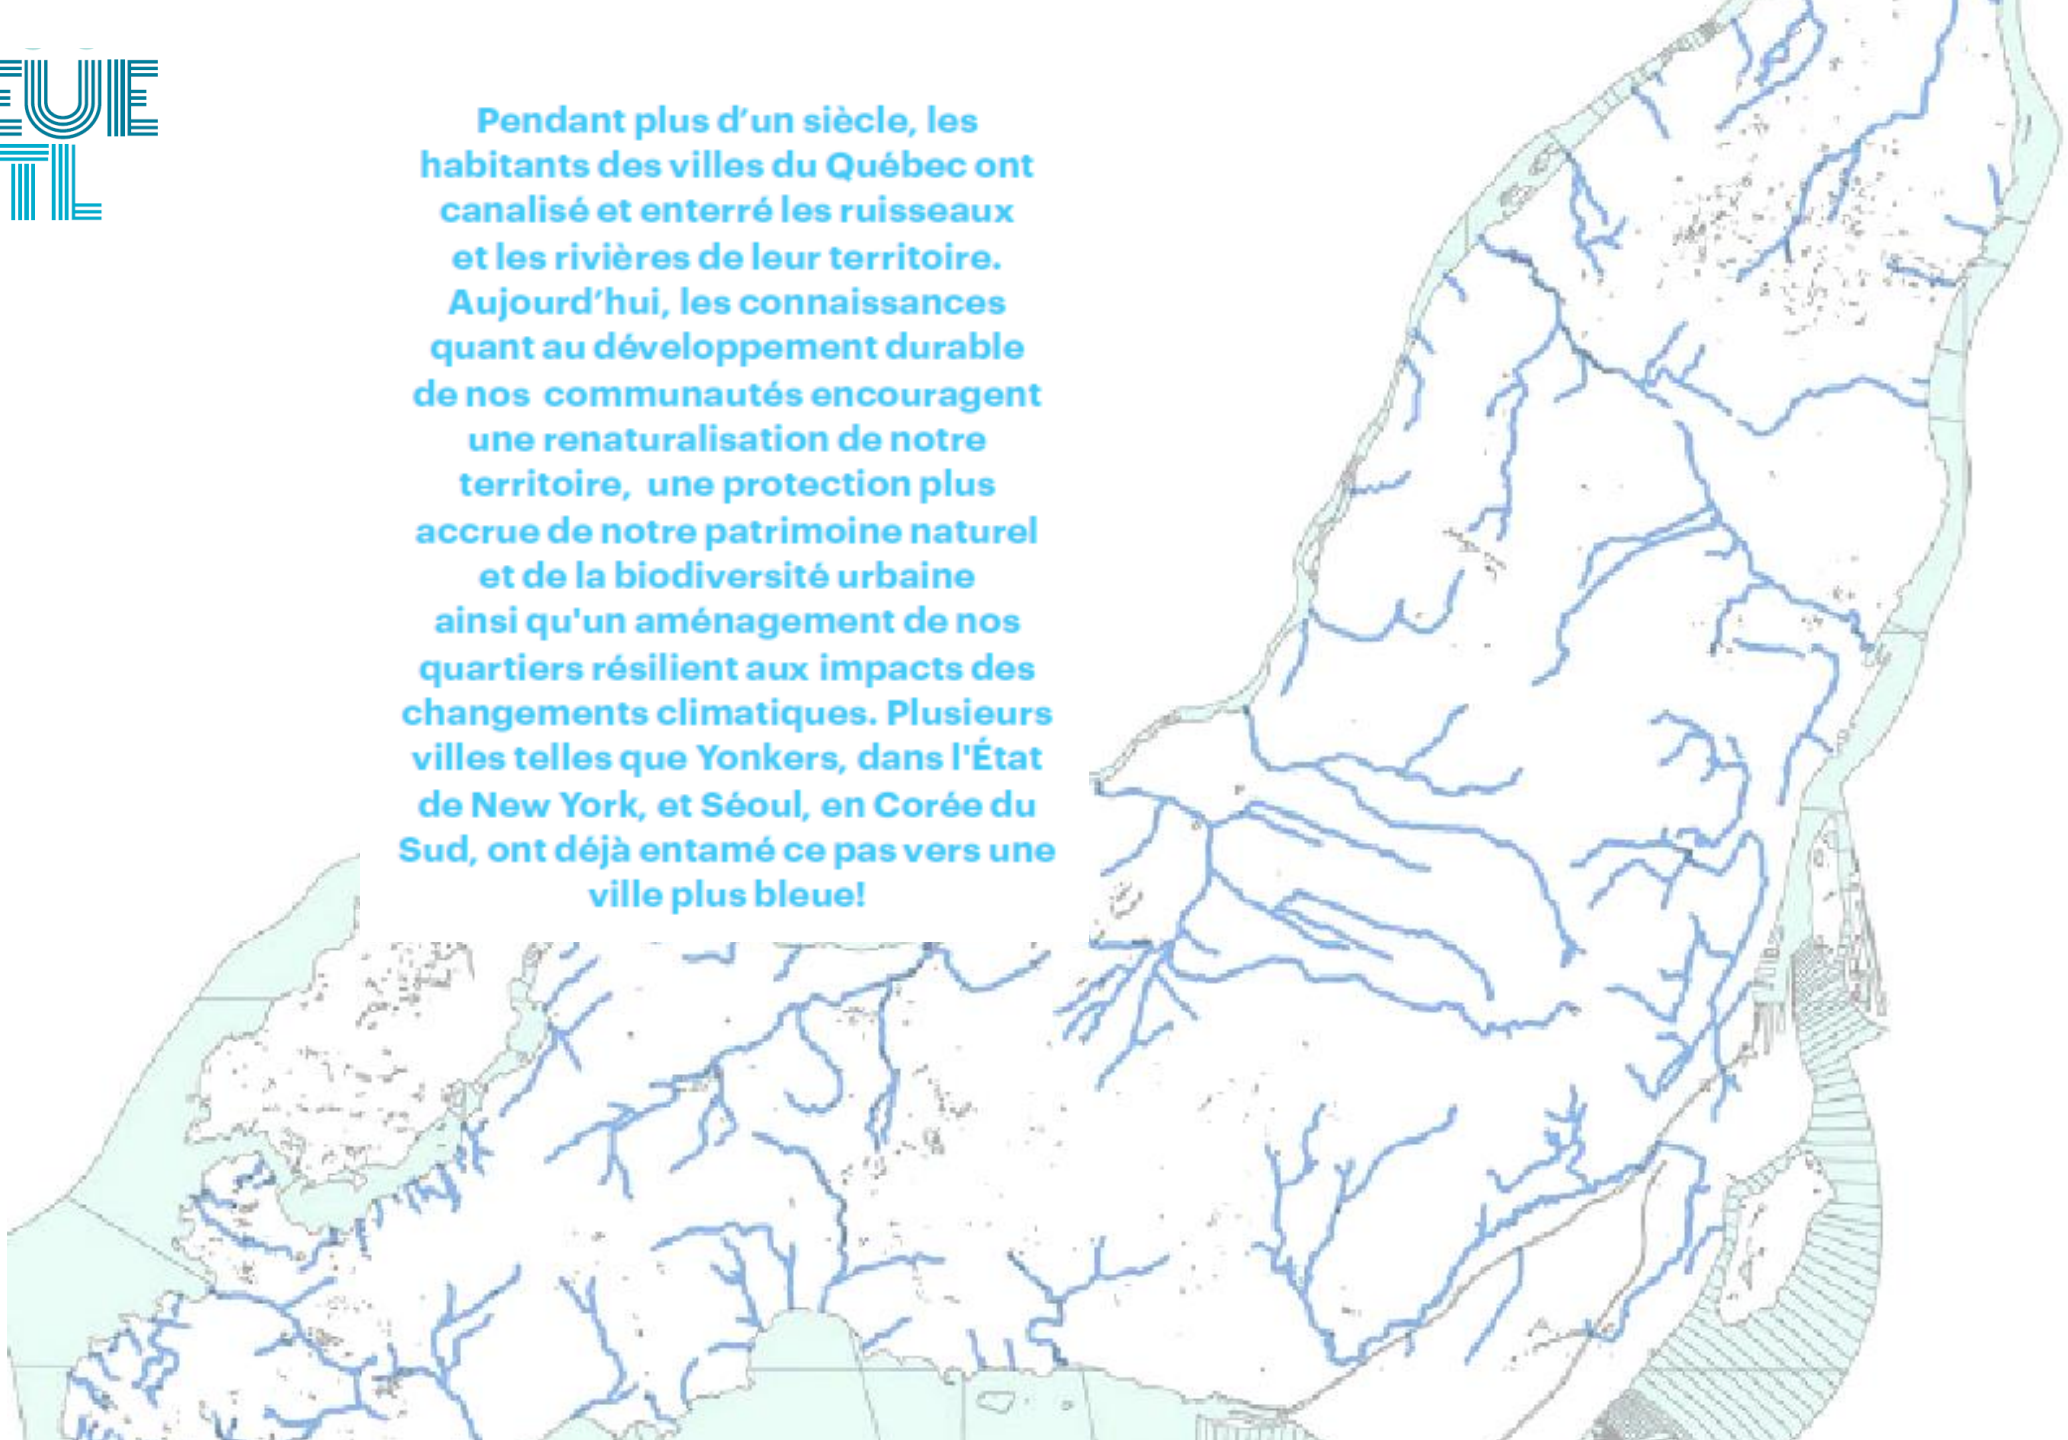 EUE
TL
Pendant plus d’un siècle, les
habitants des villes du Québec ont
canalisé et enterré les ruisseaux
et les rivières de leur territoire.
Aujourd’hui, les connaissances
quant au développement durable
de nos communautés encouragent
une renaturalisation de notre
territoire, une protection plus
accrue de notre patrimoine naturel
et de la biodiversité urbaine
ainsi qu'un aménagement de nos
quartiers résilient aux impacts des
changements climatiques. Plusieurs
villes telles que Yonkers, dans l'État
de New York, et Séoul, en Corée du
Sud, ont déjà entamé ce pas vers une
ville plus bleue!